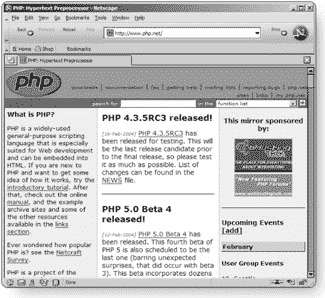 PHP: Hypertext Preprocessor - Netscape
File Edit View Go Bookmarks Tools Window Help
http://www.php.net/
Home Shop Bookmarks
PHP: Hypertext Preprocessor
php
search for in the function list
What is PHP?
PHP is a widely-used
general-purpose scripting
language that is especially
suited for Web development
and can be embedded into
HTML. If you are new to
PHP and want to get some
idea of how it works, try the
introductory tutorial. After
that, check out the online
manual, and the example
archive sites and some of
the other resources
available in the links
section.
Ever wondered how popular
PHP is? see the Netcraft
Survey.
PHP is a project of the
PHP 4.3.5RC3 released!
PHP 4.3.5RC3 has
been released for testing. This will be
the last release candidate prior to
the final release, so please test it
as much as possible. List of
changes can be found in the
NEWS file.
PHP 5.0 Beta 4
released!
PHP 5.0 Beta 4
has been released. This fourth beta of
PHP 5 is also scheduled to be the last
one (barring unexpected
surprises, that did occur with beta
3). This beta incorporates dozens
This mirror sponsored
by:
Upcoming Events
[add]
February
User Group Events
Done